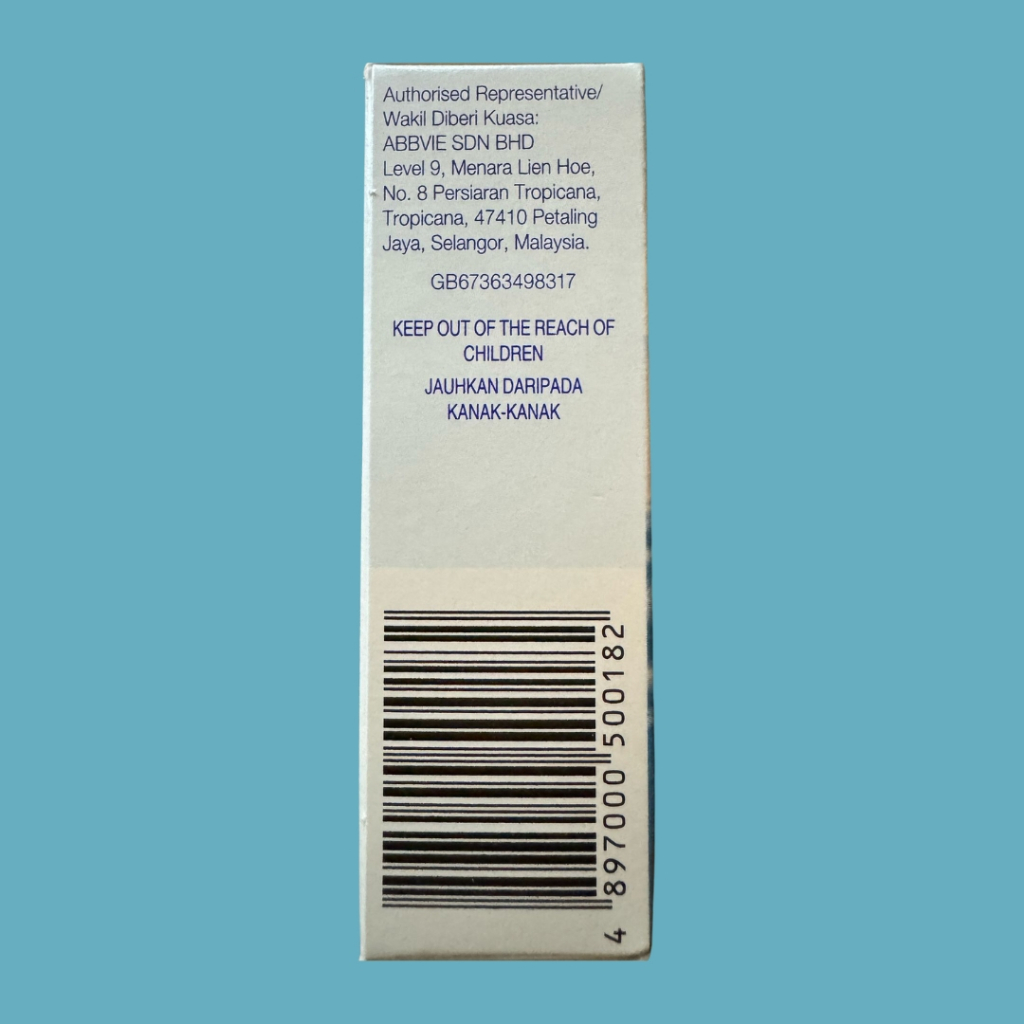 Authorised Representative/
Wakil Diberi Kuasa:
ABBVIE SDN BHD
Level 9, Menara Lien Hoe,
No. 8 Persiaran Tropicana,
Tropicana, 47410 Petaling
Jaya, Selangor, Malaysia.
GB67363498317
KEEP OUT OF THE REACH OF
CHILDREN
JAUHKAN DARIPADA
KANAK-KANAK
4 897000 500182